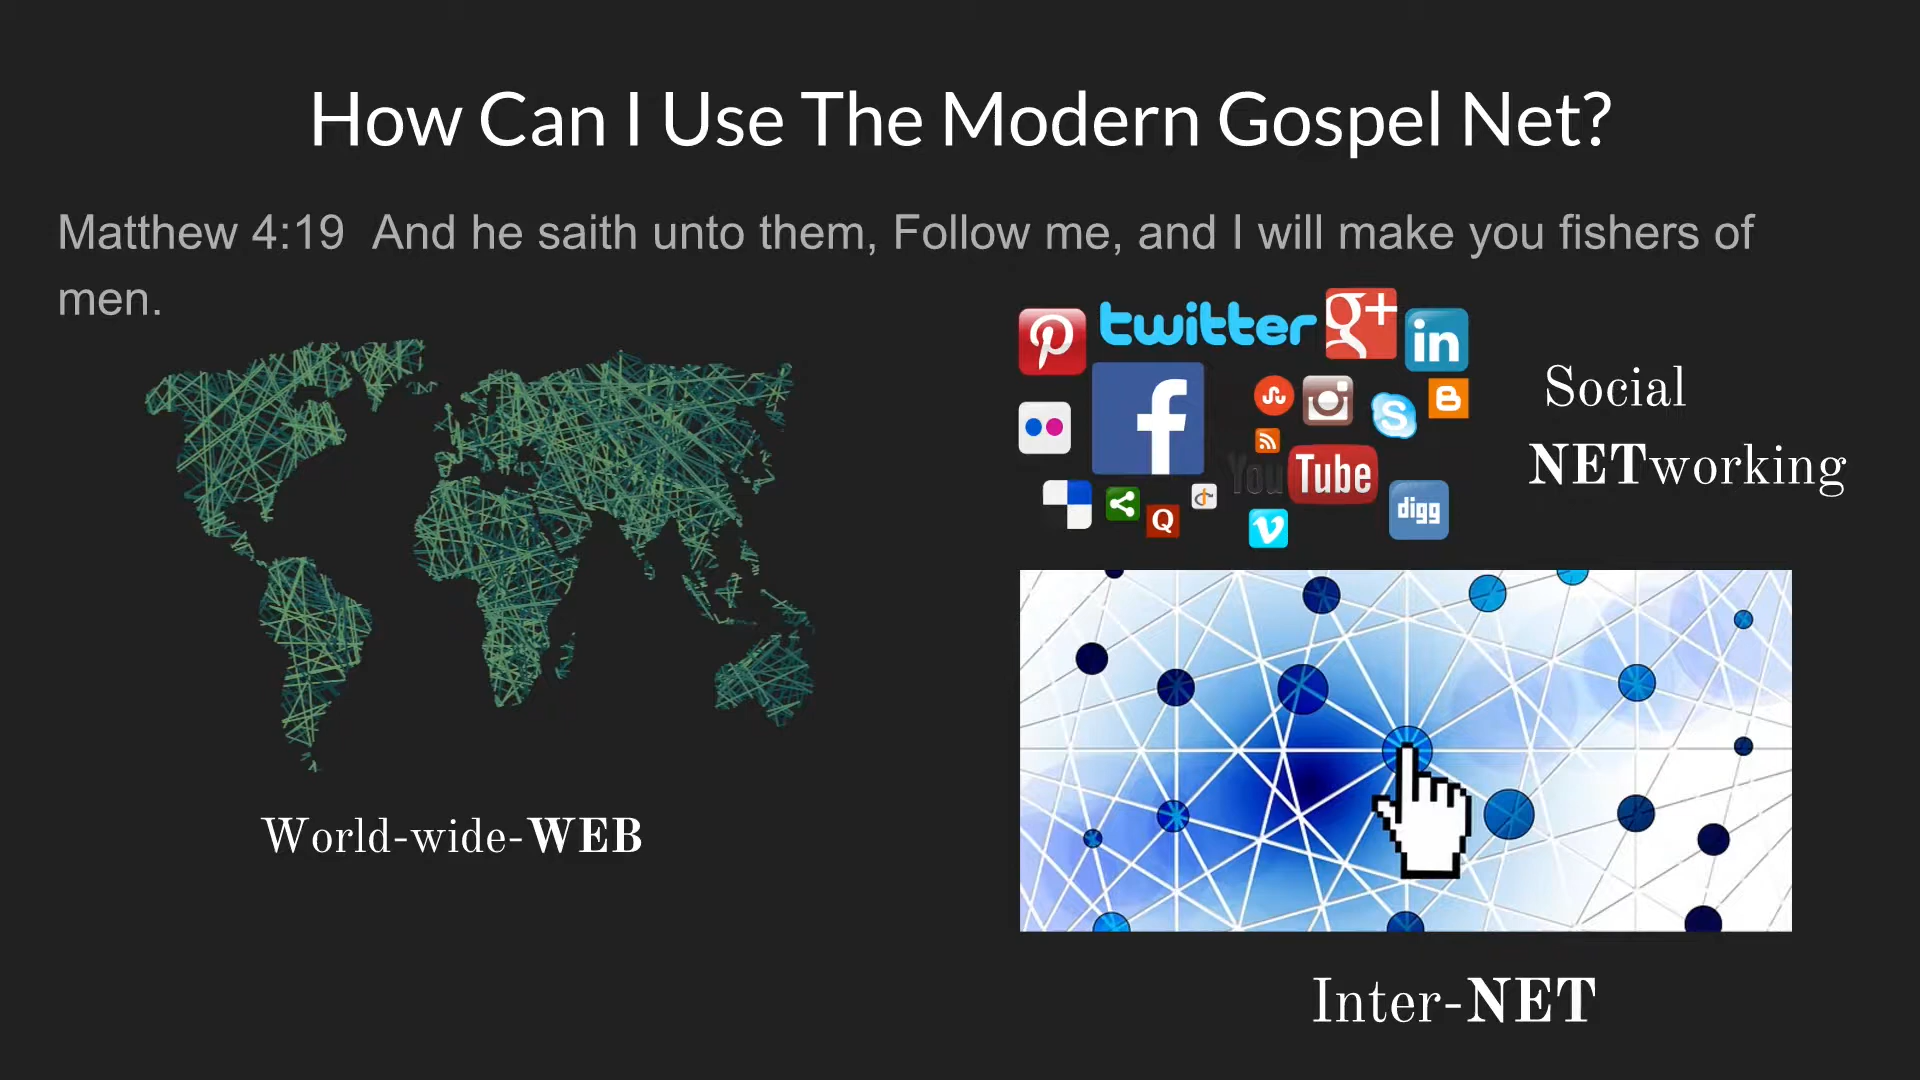 How Can I Use The Modern Gospel Net?
Matthew 4:19 And he saith unto them, Follow me, and I will make you fishers of
men.
twitter
g+
in
f
S
B
You Tube
Q
digg
Social
NETworking
World-wide-WEB
Inter-NET